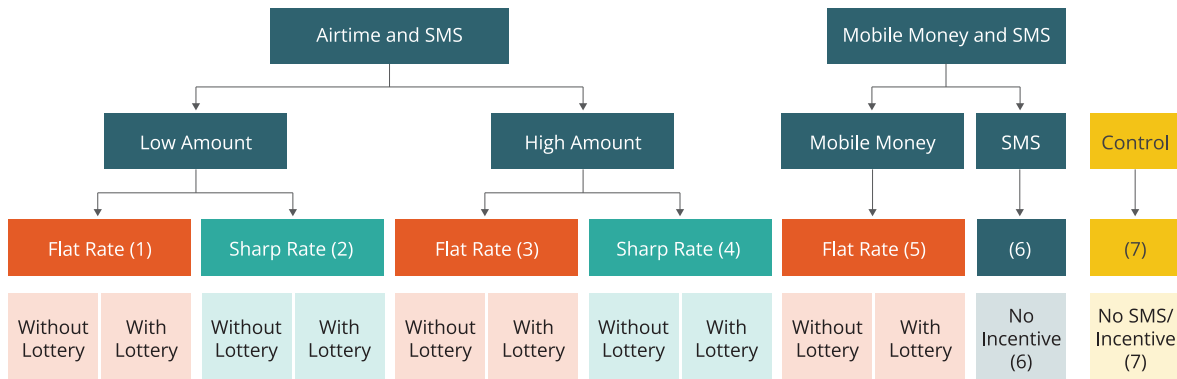 Airtime and SMS
Mobile Money and SMS
Low Amount
High Amount
Mobile Money
SMS
Control
Flat Rate (1)
Sharp Rate (2)
Flat Rate (3)
Sharp Rate (4)
Flat Rate (5)
(6)
(7)
Without
Lottery
With
Lottery
Without
Lottery
With
Lottery
Without
Lottery
With
Lottery
Without
Lottery
With
Lottery
Without
Lottery
With
Lottery
No
Incentive
(6)
No SMS/
Incentive
(7)